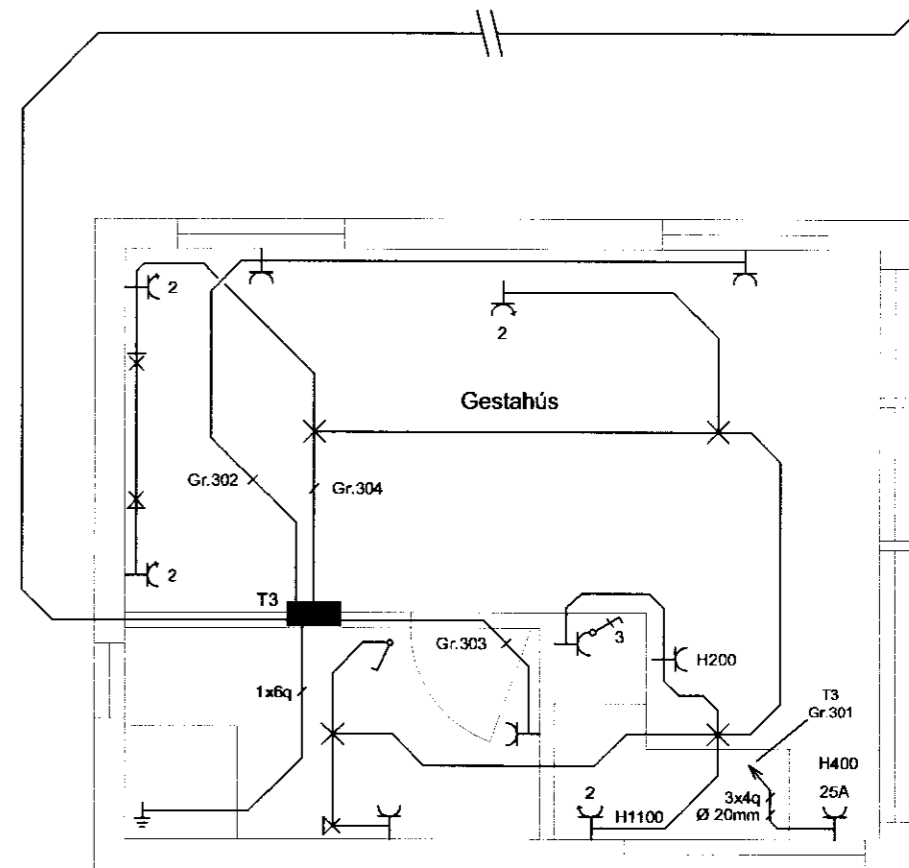 2
2
Gestahús
Gr.302
Gr.304
2
T3
Gr.303
3
H200
1x6q
T3
Gr.301
H400
2
3x4q
25A
H1100
Ø 20mm